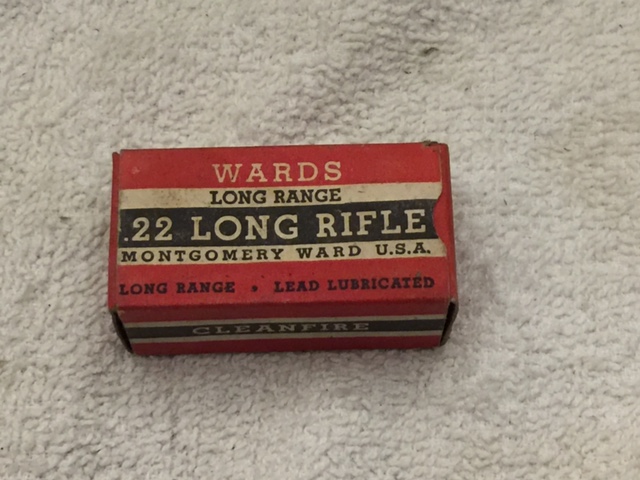 WARDS
LONG RANGE
.22 LONG RIFLE
MONTGOMERY WARD U.S.A.
LONG RANGE • LEAD LUBRICATED
CLEANFIRE